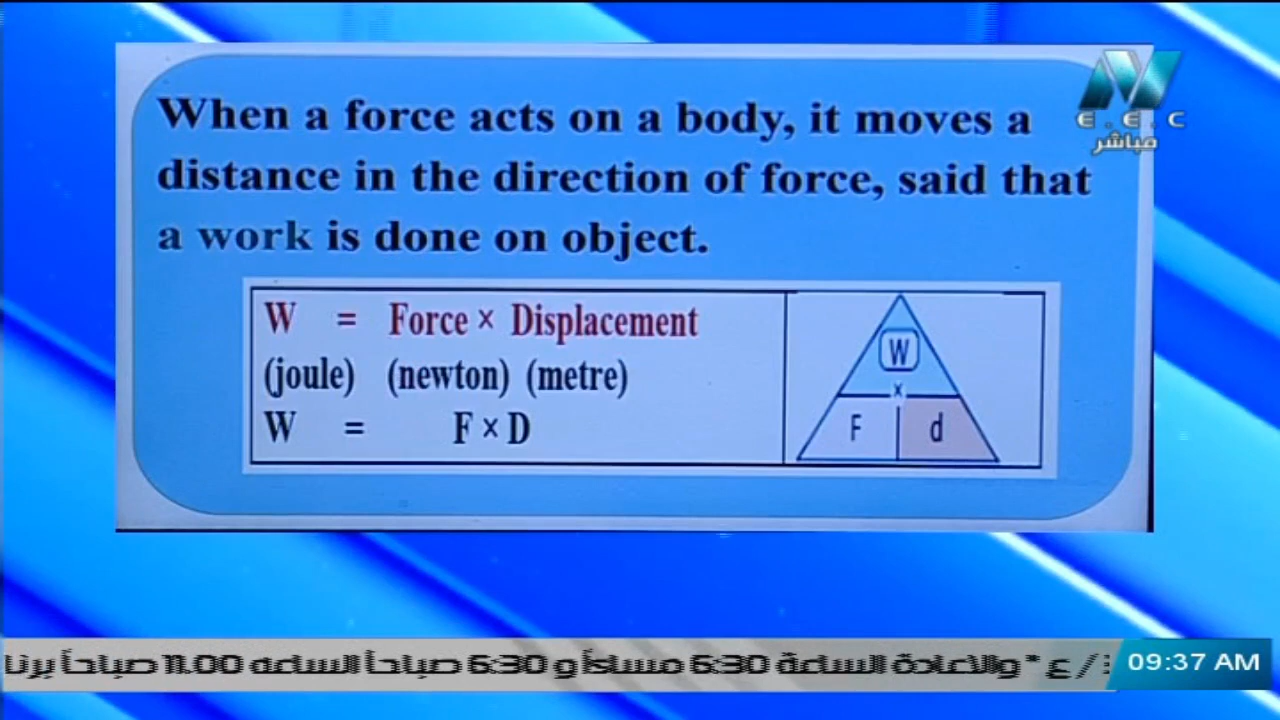 When a force acts on a body, it moves a
distance in the direction of force, said that
a work is done on object.
W = Force × Displacement
(joule) (newton) (metre)
W = F × D
W
×
F d
E . E . C
مباشر
/ ع * والاعادة الساعة 6:30 مساءاً و 6:30 صباحاً الساعه 11.00 صباحاً برنا
09:37 AM